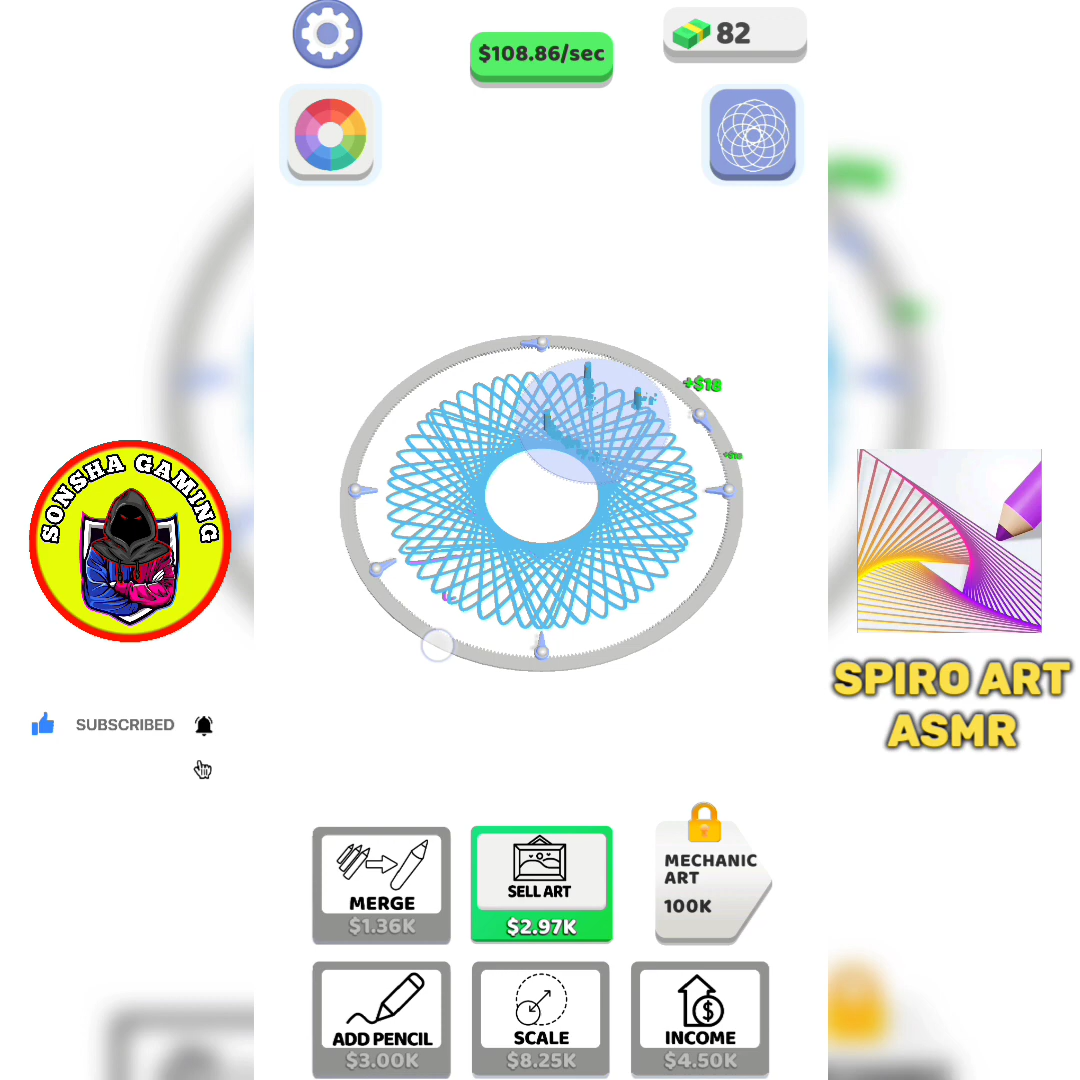 $108.86/sec
82
+$18
SONSHA GAMING
SUBSCRIBED
SPIRO ART
ASMR
MERGE
$1.36K
SELL ART
$2.97K
MECHANIC
ART
100K
ADD PENCIL
$3.00K
SCALE
$8.25K
INCOME
$4.50K